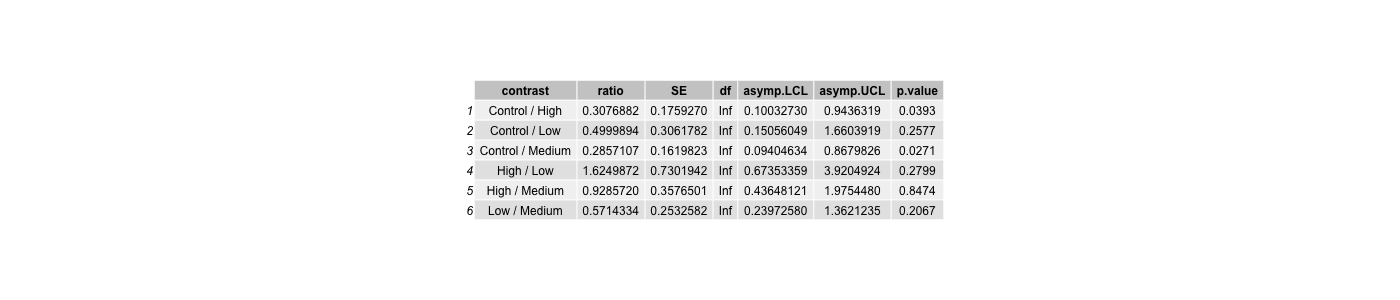 contrast ratio SE df asymp.LCL asymp.UCL p.value
1 Control / High 0.3076882 0.1759270 Inf 0.10032730 0.9436319 0.0393
2 Control / Low 0.4999894 0.3061782 Inf 0.15056049 1.6603919 0.2577
3 Control / Medium 0.2857107 0.1619823 Inf 0.09404634 0.8679826 0.0271
4 High / Low 1.6249872 0.7301942 Inf 0.67353359 3.9204924 0.2799
5 High / Medium 0.9285720 0.3576501 Inf 0.43648121 1.9754480 0.8474
6 Low / Medium 0.5714334 0.2532582 Inf 0.23972580 1.3621235 0.2067